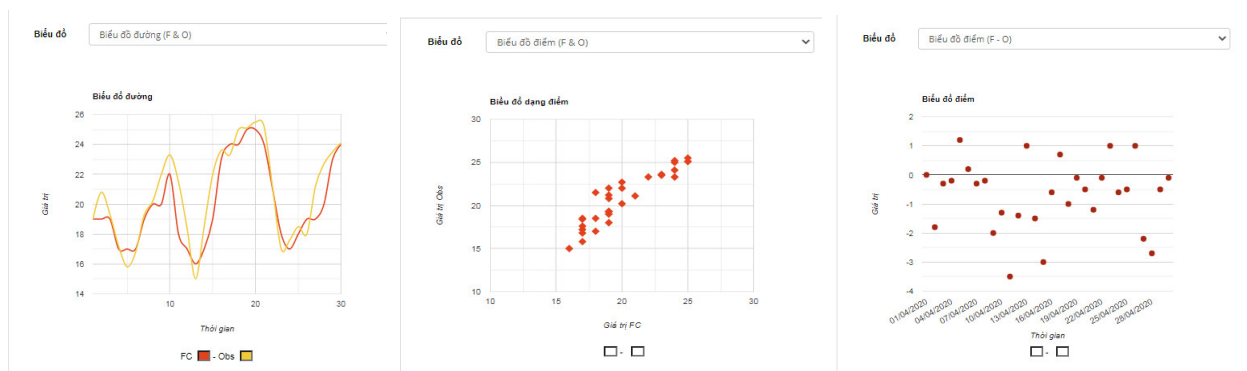 Biểu đồ
Biểu đồ đường (F & O)
Biểu đồ đường
26
24
22
20
18
16
14
Giá trị
10
20
30
Thời gian
FC - Obs
Biểu đồ
Biểu đồ điểm (F & O)
Biểu đồ dạng điểm
30
25
20
15
10
Giá trị Obs
10
15
20
25
30
Giá trị FC
-
Biểu đồ
Biểu đồ điểm (F - O)
Biểu đồ điểm
2
1
0
-1
-2
-3
-4
Giá trị
01/04/2020
04/04/2020
07/04/2020
10/04/2020
13/04/2020
16/04/2020
19/04/2020
22/04/2020
25/04/2020
28/04/2020
Thời gian
-